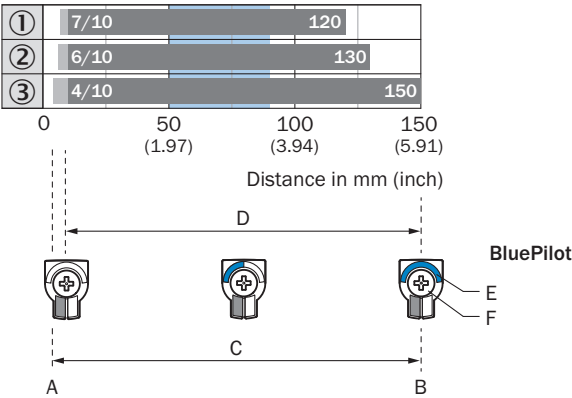 ① 7/10 120
② 6/10 130
③ 4/10 150
0 50 100 150
(1.97) (3.94) (5.91)
Distance in mm (inch)
D
BluePilot
E
F
C
A B